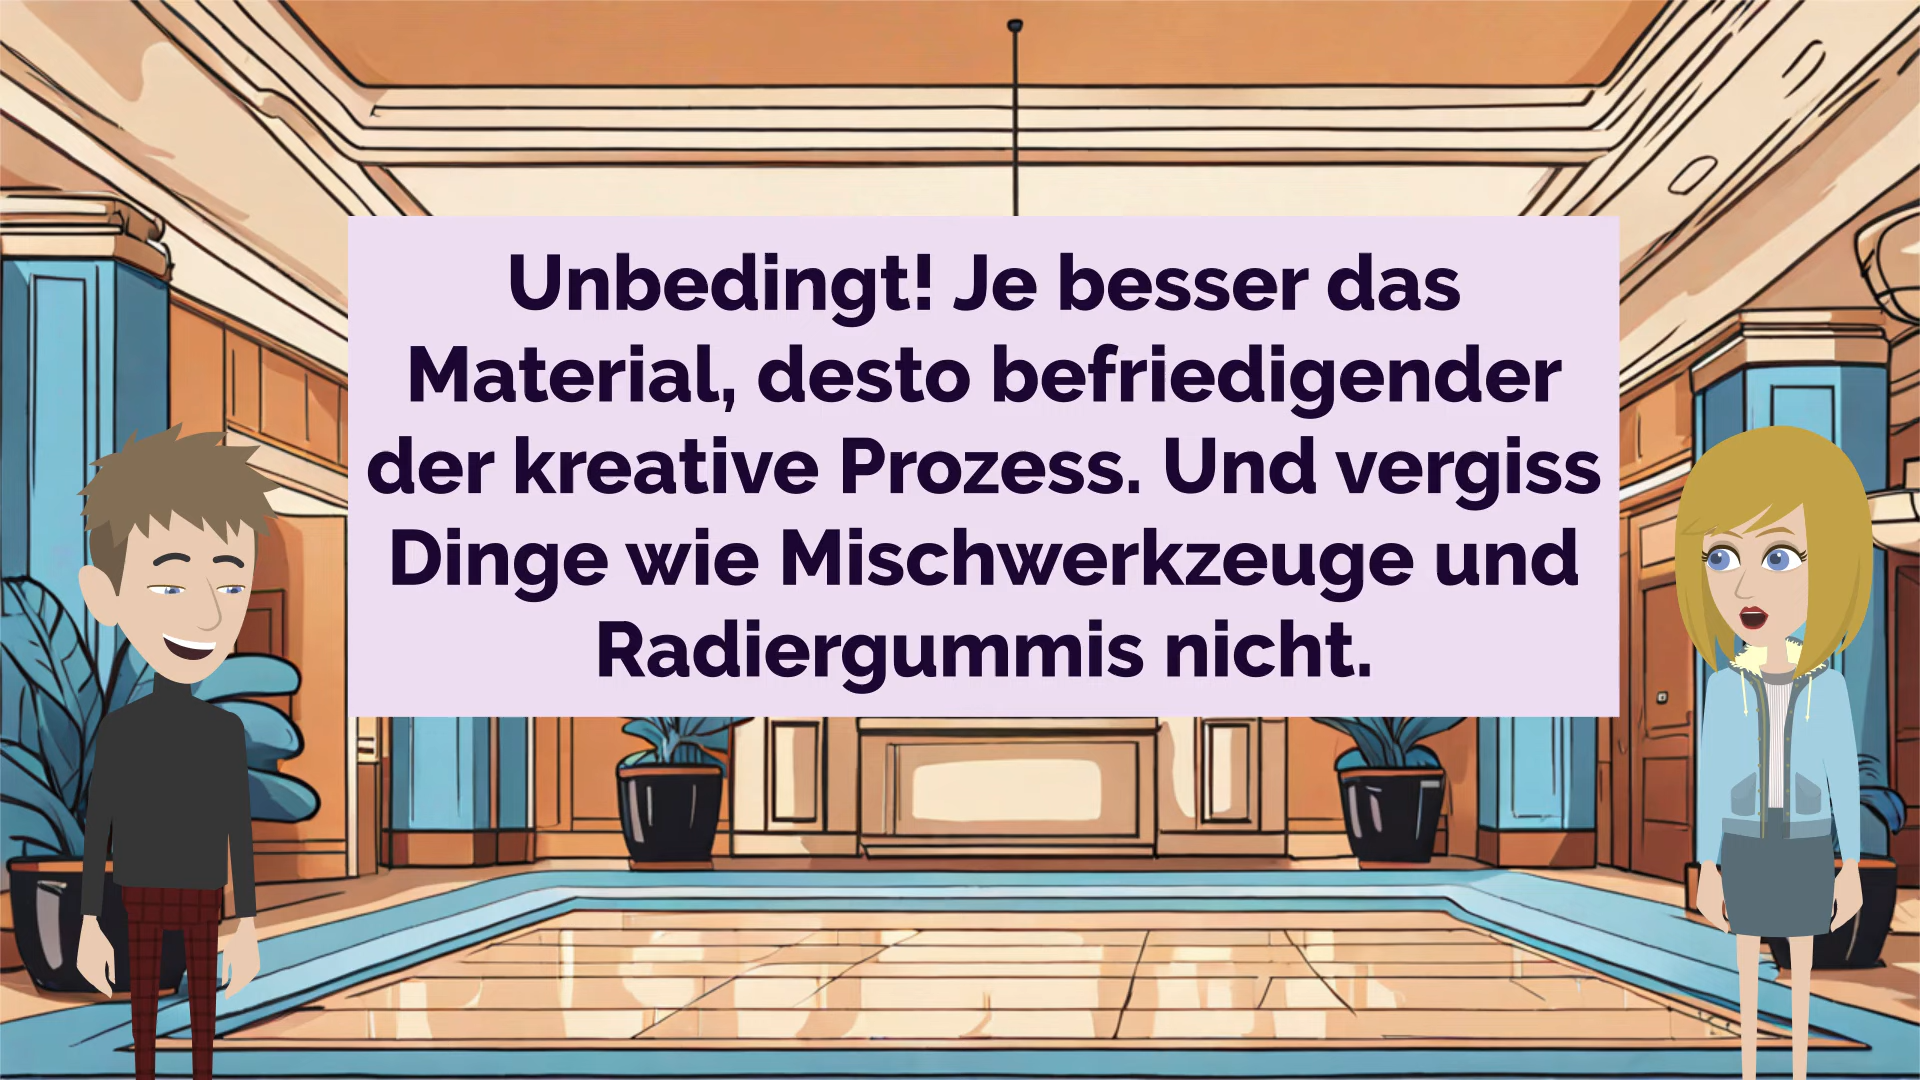 Unbedingt! Je besser das
Material, desto befriedigender
der kreative Prozess. Und vergiss
Dinge wie Mischwerkzeuge und
Radiergummis nicht.